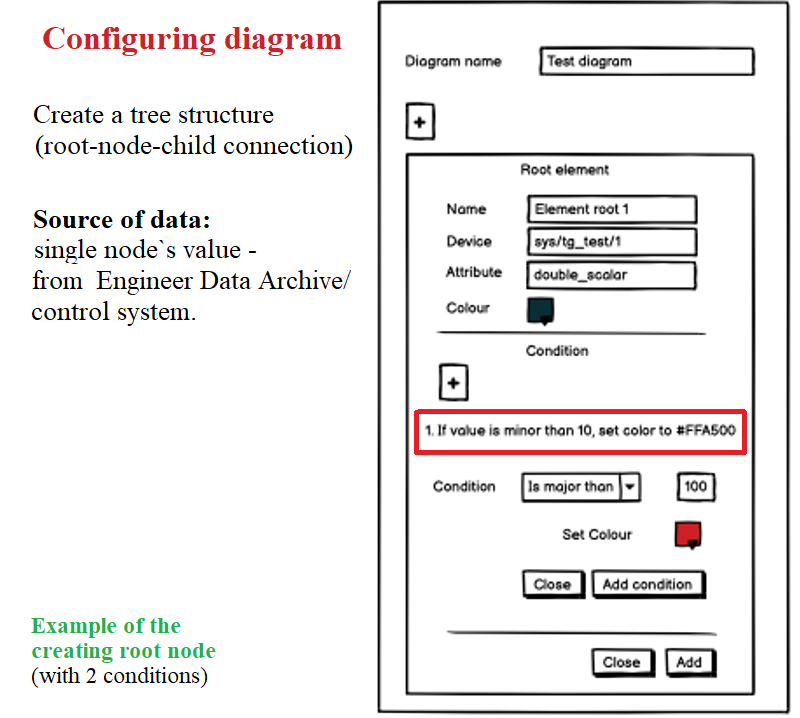 Configuring diagram
Create a tree structure
(root-node-child connection)
Source of data:
single node`s value -
from Engineer Data Archive/
control system.
Example of the
creating root node
(with 2 conditions)
Diagram name
Test diagram
+
Root element
Name
Element root 1
Device
sys/tg_test/1
Attribute
double_scalar
Colour
Condition
+
1. If value is minor than 10, set color to #FFA500
Condition
Is major than
100
Set Colour
Close
Add condition
Close
Add